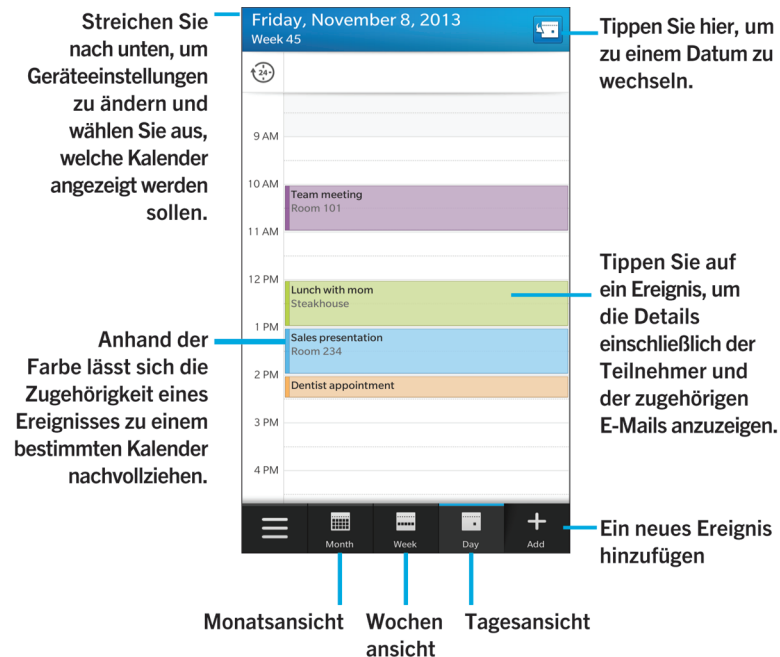 Streichen Sie
nach unten, um
Geräteeinstellungen
zu ändern und
wählen Sie aus,
welche Kalender
angezeigt werden
sollen.
Friday, November 8, 2013
Week 45
Tippen Sie hier, um
zu einem Datum zu
wechseln.
24
9 AM
10 AM
Team meeting
Room 101
11 AM
12 PM
Lunch with mom
Steakhouse
1 PM
Sales presentation
Room 234
2 PM
Dentist appointment
3 PM
4 PM
Tippen Sie auf
ein Ereignis, um
die Details
einschließlich der
Teilnehmer und
der zugehörigen
E-Mails anzuzeigen.
Anhand der
Farbe lässt sich die
Zugehörigkeit eines
Ereignisses zu einem
bestimmten Kalender
nachvollziehen.
Month
Week
Day
Add
Ein neues Ereignis
hinzufügen
Monatsansicht
Wochen
ansicht
Tagesansicht